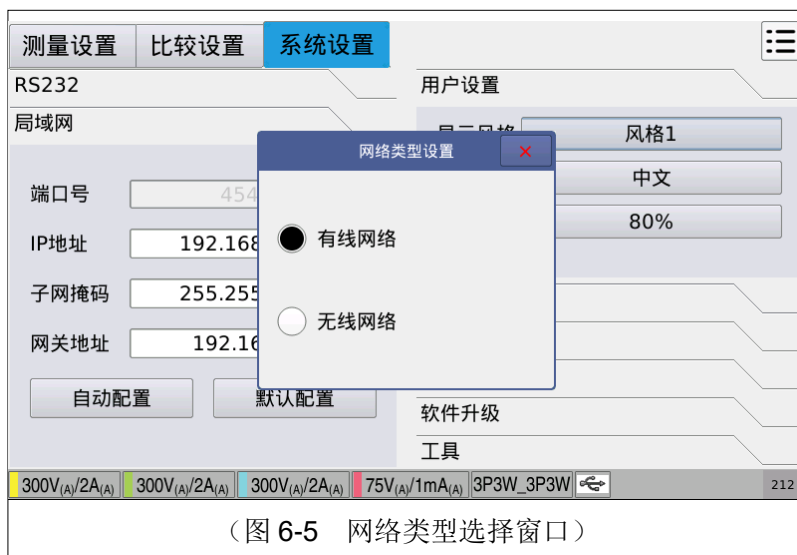 测量设置 比较设置 系统设置
RS232
用户设置
局域网
风格1
网络类型设置
端口号 454
中文
IP地址 192.168
80%
有线网络
子网掩码 255.255
无线网络
网关地址 192.16
自动配置 默认配置
软件升级
工具
300V(A)/2A(A) 300V(A)/2A(A) 300V(A)/2A(A) 75V(A)/1mA(A) 3P3W_3P3W 212
（图 6-5 网络类型选择窗口）